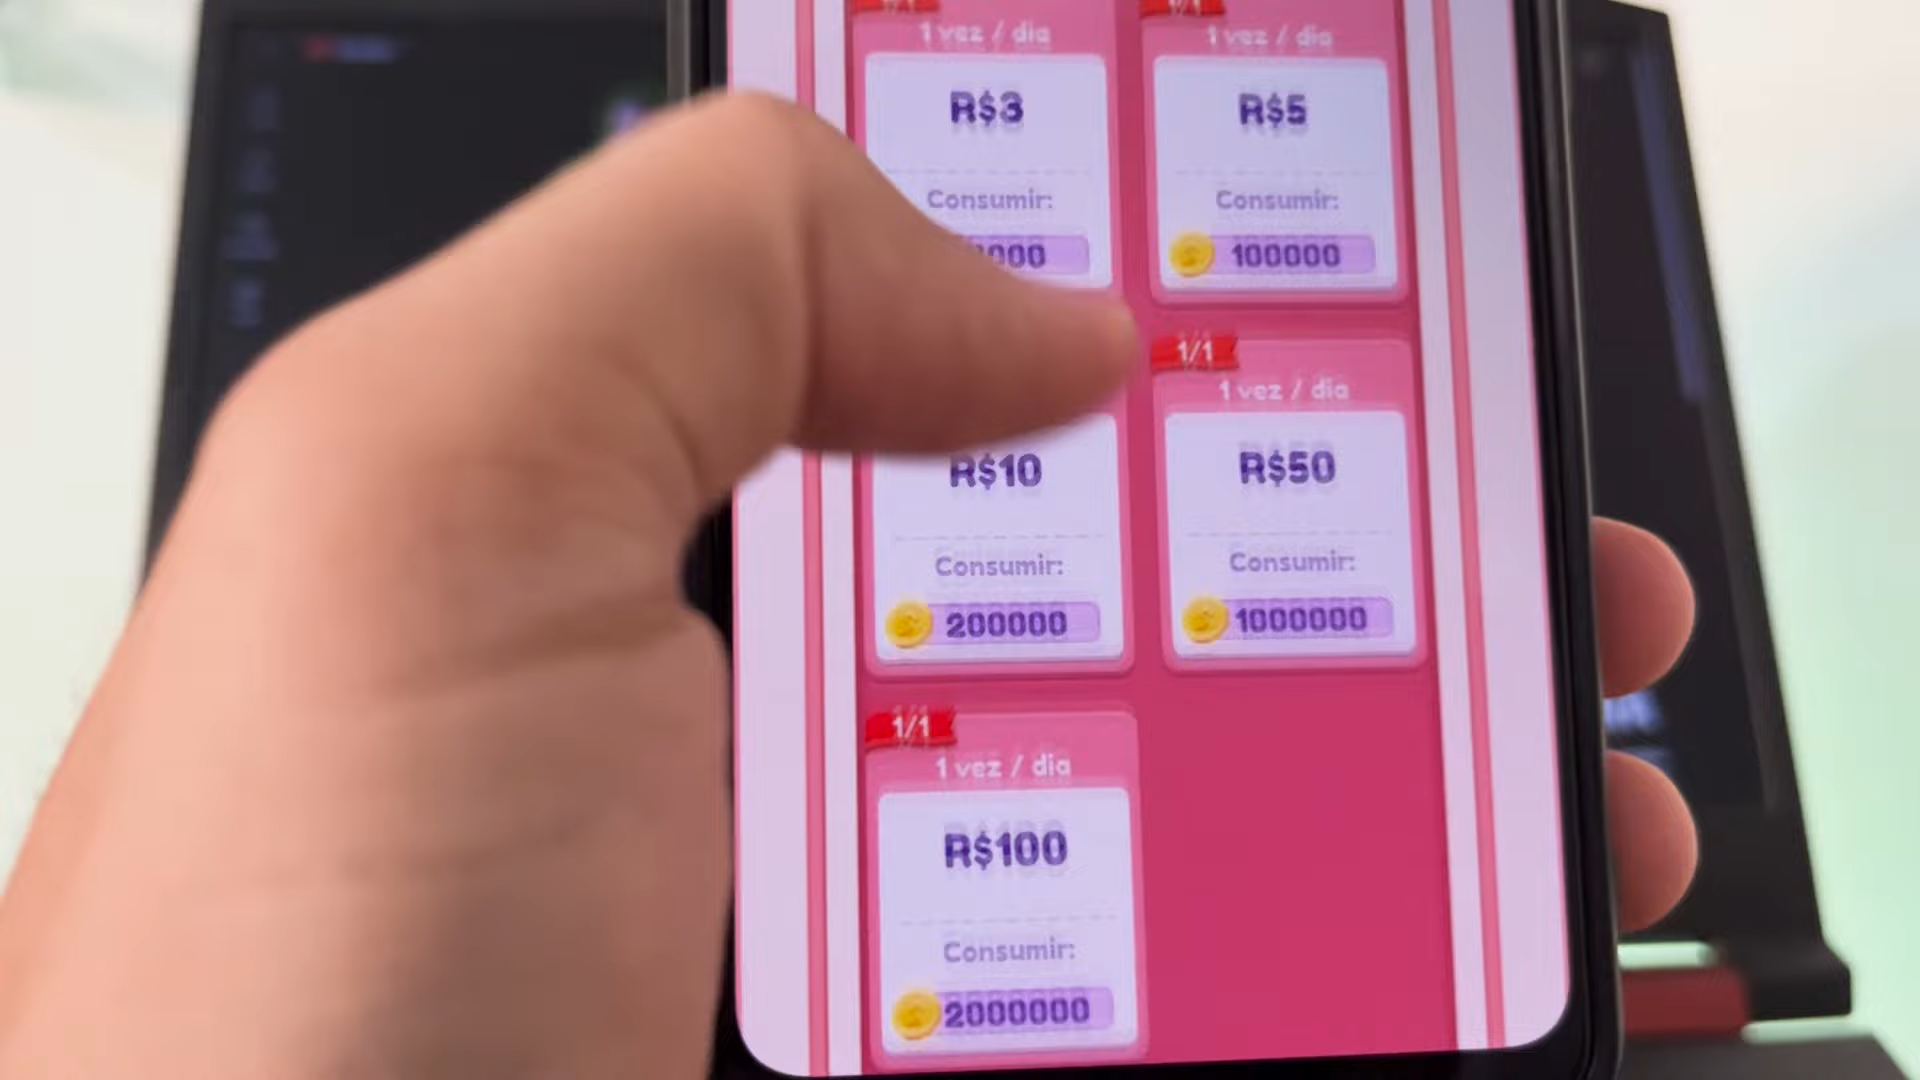 1 vez / dia
1 vez / dia
R$3
R$5
Consumir:
Consumir:
100000
1/1
1 vez / dia
R$10
R$50
Consumir:
Consumir:
200000
1000000
1/1
1 vez / dia
R$100
Consumir:
2000000